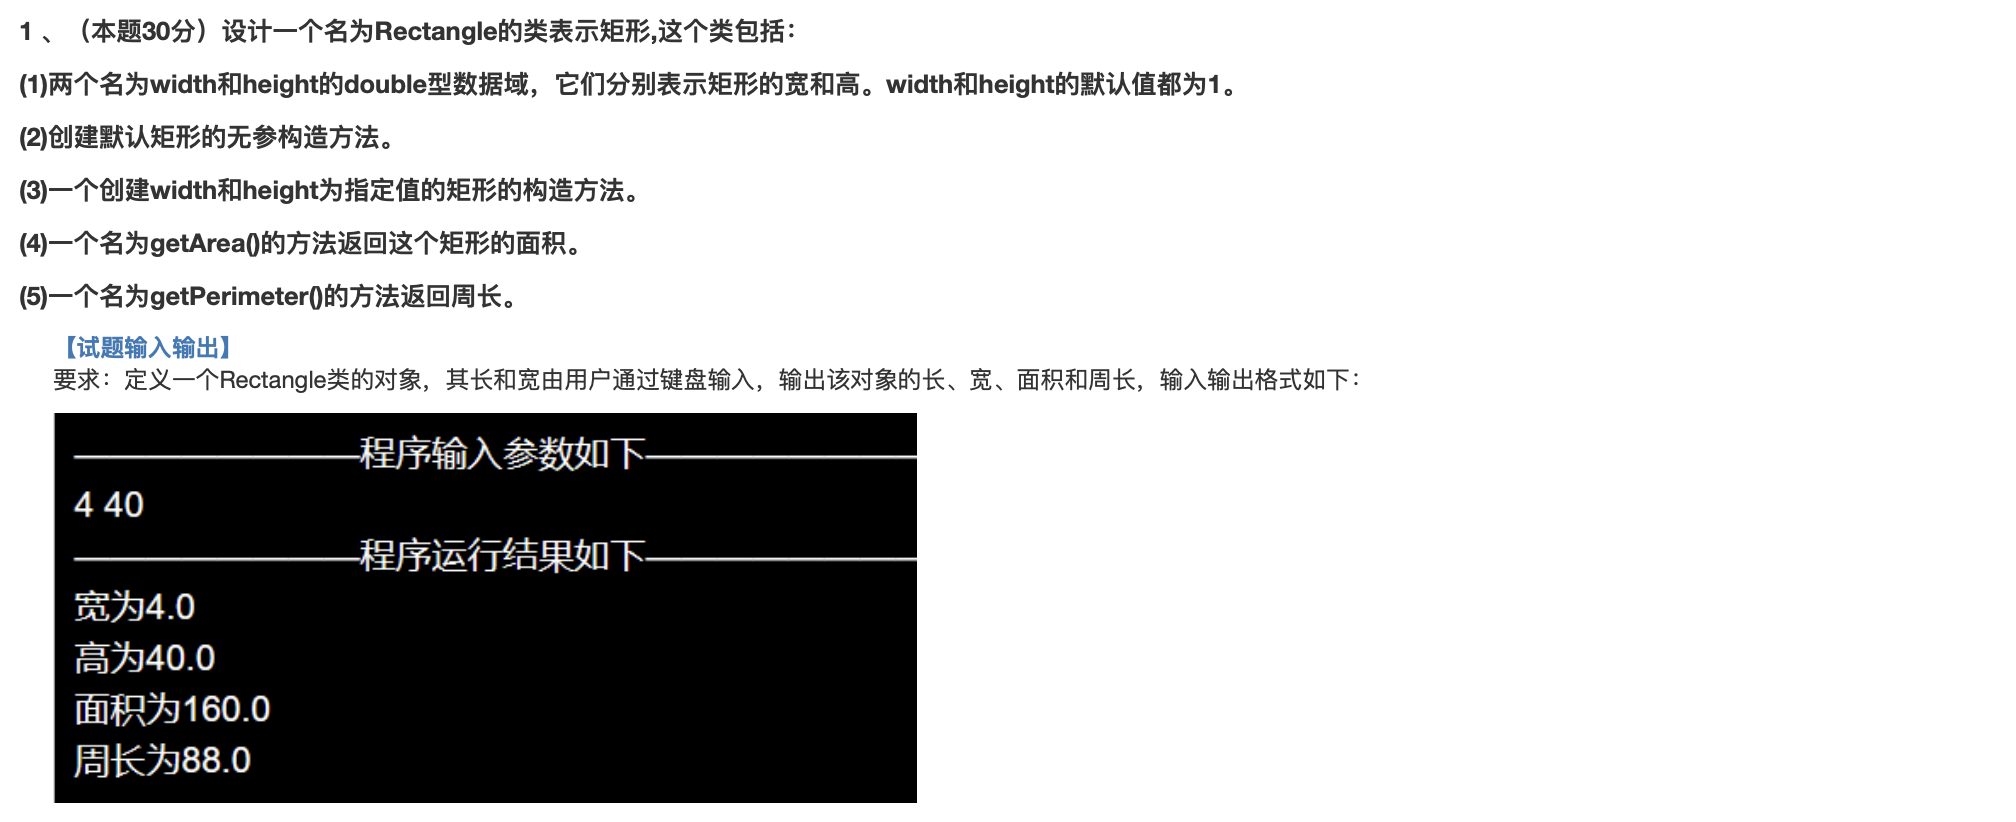 1 、（本题30分）设计一个名为Rectangle的类表示矩形,这个类包括：
(1)两个名为width和height的double型数据域，它们分别表示矩形的宽和高。width和height的默认值都为1。
(2)创建默认矩形的无参构造方法。
(3)一个创建width和height为指定值的矩形的构造方法。
(4)一个名为getArea()的方法返回这个矩形的面积。
(5)一个名为getPerimeter()的方法返回周长。
【试题输入输出】
要求：定义一个Rectangle类的对象，其长和宽由用户通过键盘输入，输出该对象的长、宽、面积和周长，输入输出格式如下：
————————程序输入参数如下————————
4 40
————————程序运行结果如下————————
宽为4.0
高为40.0
面积为160.0
周长为88.0